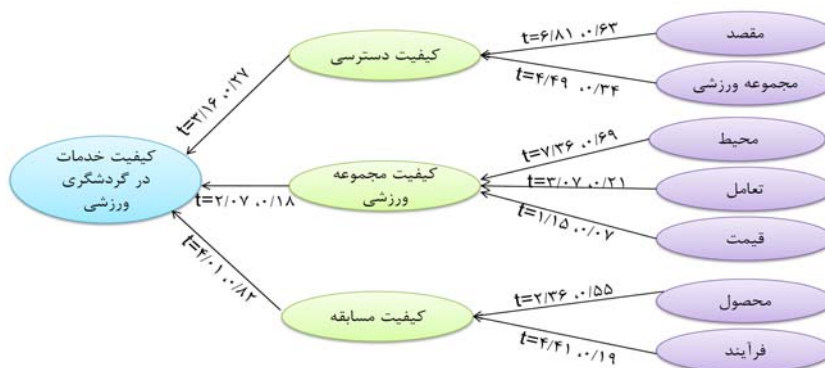 مقصد
t=۶/۸۱ ،۰/۶۳
کیفیت دسترسی
t=۴/۴۹ ،۰/۳۴
مجموعه ورزشی
t=۳/۱۶ ،۰/۲۷
محیط
t=۷/۳۶ ،۰/۶۹
کیفیت خدمات
در گردشگری
ورزشی
کیفیت مجموعه
ورزشی
t=۲/۰۷ ،۰/۱۸
t=۳/۰۷ ،۰/۲۱
تعامل
t=۱/۱۵ ،۰/۰۷
قیمت
t=۴/۰۱ ،۰/۸۲
محصول
t=۲/۳۶ ،۰/۵۵
کیفیت مسابقه
t=۴/۴۱ ،۰/۱۹
فرآیند